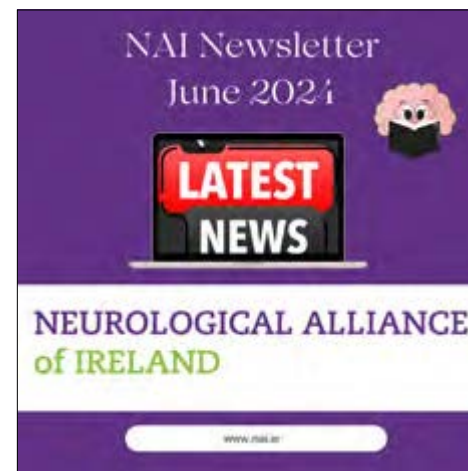 NAI Newsletter
June 2024
LATEST
NEWS
NEUROLOGICAL ALLIANCE
of IRELAND
www.nai.ie